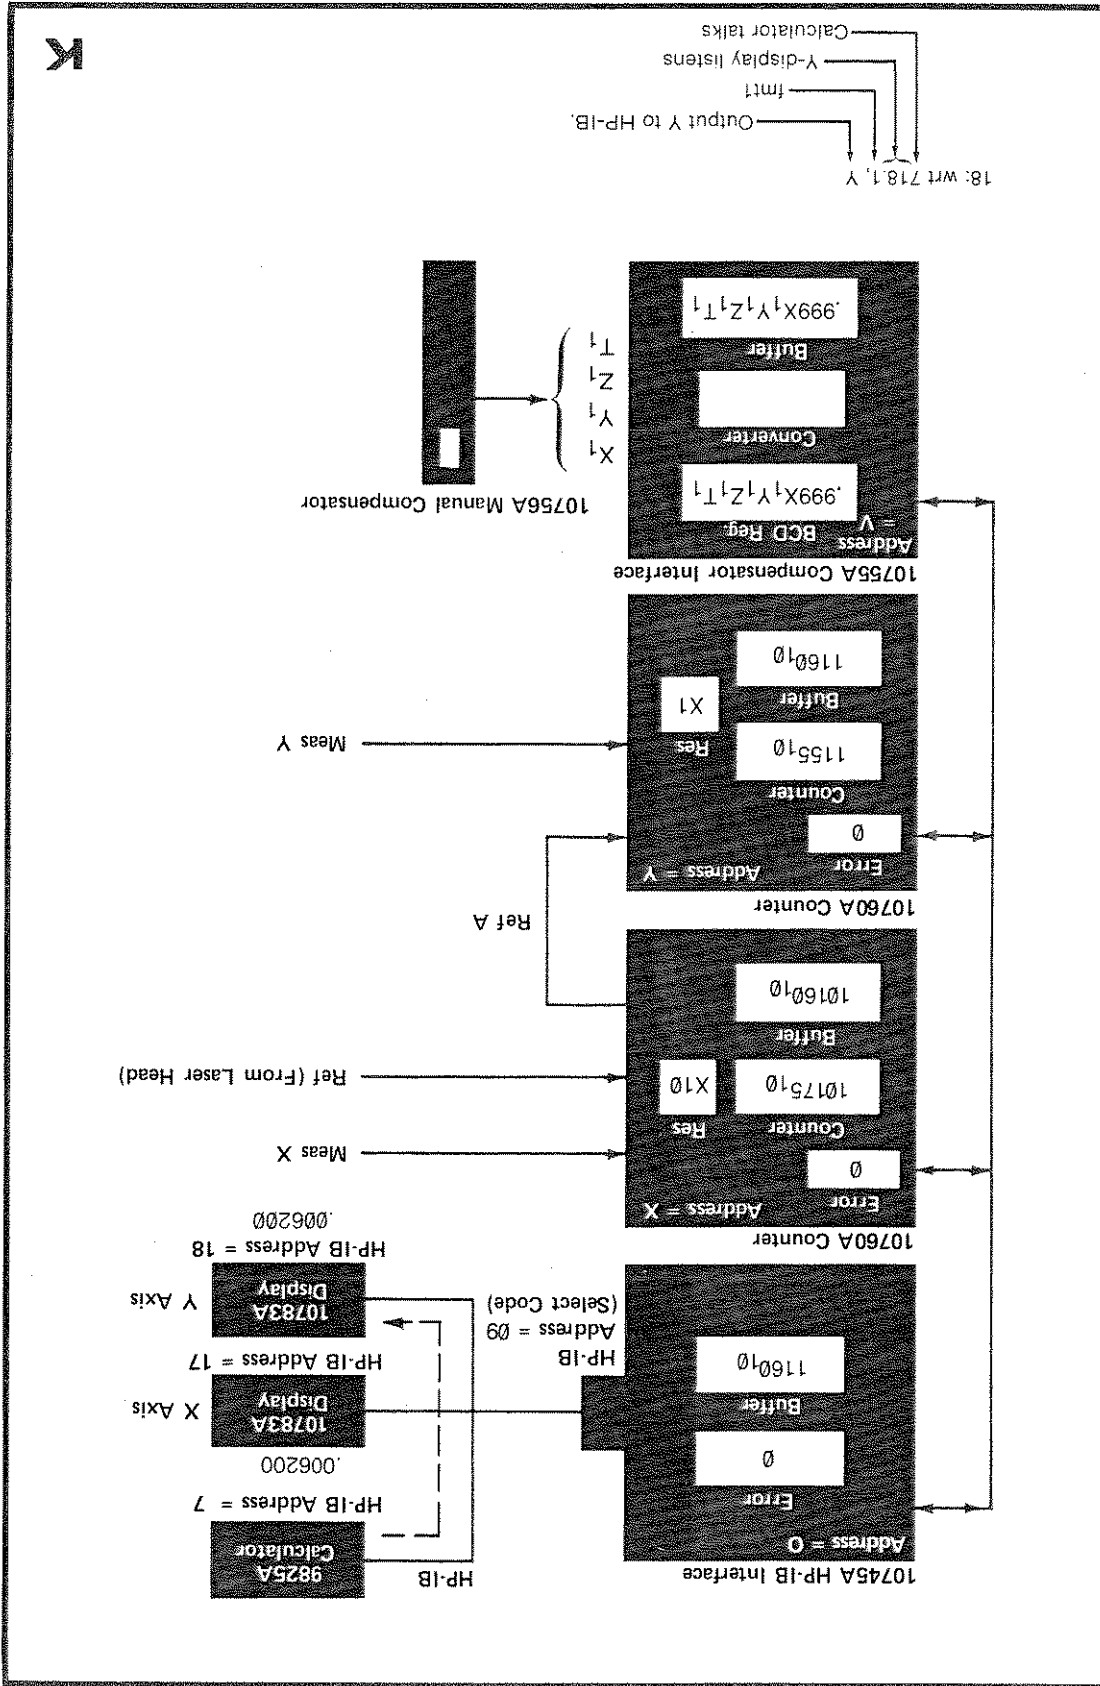 10745A HP-IB Interface
Address = O
Error
0
Buffer
1160₁₀
HP-IB
Address = 09
(Select Code)
HP-IB
9825A
Calculator
HP-IB Address = 7
.006200
10783A
Display
X Axis
HP-IB Address = 17
10783A
Display
Y Axis
HP-IB Address = 18
.006200
10760A Counter
Address = X
Error
0
Counter
10175₁₀
Res
X10
Buffer
10160₁₀
Meas X
Ref (From Laser Head)
Ref A
10760A Counter
Address = Y
Error
0
Counter
1155₁₀
Res
X1
Buffer
1160₁₀
Meas Y
10755A Compensator Interface
Address
= V
BCD Reg.
.999X₁Y₁Z₁T₁
Converter
Buffer
.999X₁Y₁Z₁T₁
10756A Manual Compensator
X₁
Y₁
Z₁
T₁
18: wrt 718.1, Y
Output Y to HP-IB.
fmt1
Y-display listens
Calculator talks
K